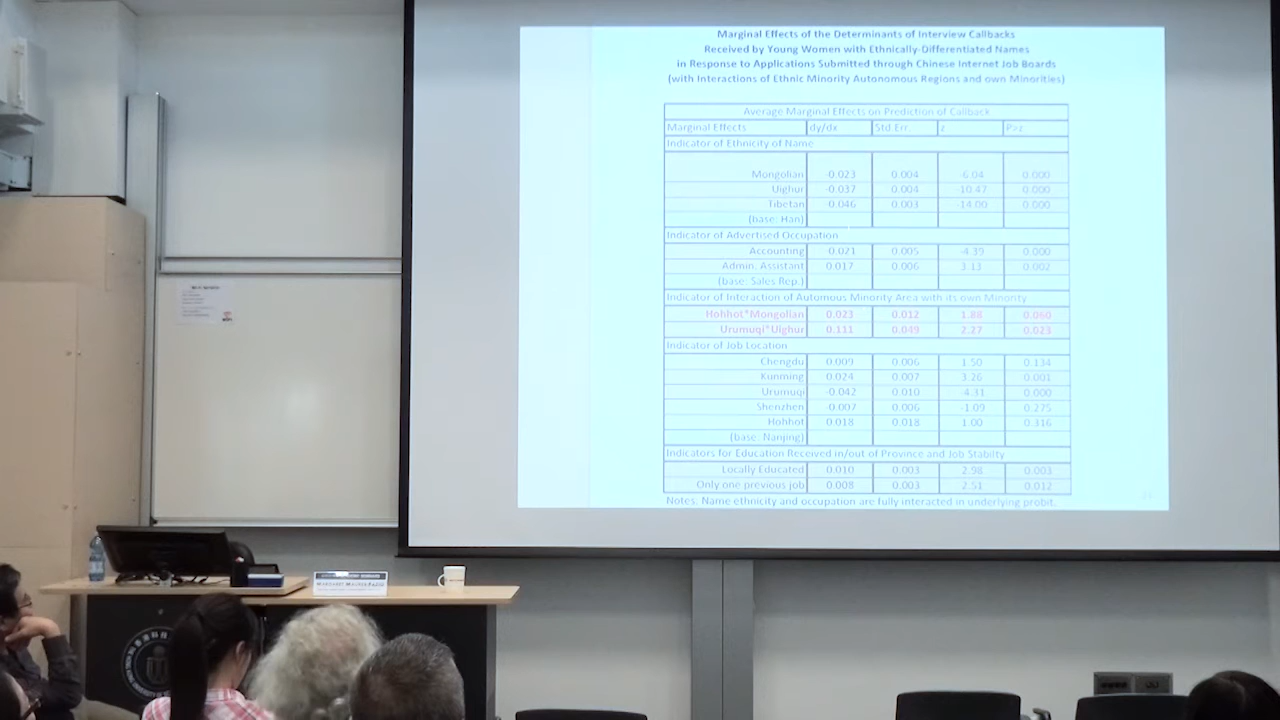 Marginal Effects of the Determinants of Interview Callbacks
Received by Young Women with Ethnically-Differentiated Names
in Response to Applications Submitted through Chinese Internet Job Boards
(with Interactions of Ethnic Minority Autonomous Regions and own Minorities)
Average Marginal Effects on Prediction of Callback
Marginal Effects dy/dx Std Err. z P>z
Indicator of Ethnicity of Name
Mongolian -0.023 0.004 -6.04 0.000
Uighur -0.037 0.004 -10.47 0.000
Tibetan -0.046 0.003 -14.00 0.000
(base: Han)
Indicator of Advertised Occupation
Accounting 0.021 0.005 -4.39 0.000
Admin. Assistant 0.017 0.006 3.13 0.002
(base: Sales Rep.)
Indicator of Interaction of Automous Minority Area with its own Minority
Hohhot*Mongolian 0.023 0.012 1.88 0.060
Urumuqi*Uighur 0.111 0.049 2.27 0.023
Indicator of Job Location
Chengdu 0.009 0.006 1.50 0.134
Kunming 0.024 0.007 3.26 0.001
Urumuqi -0.042 0.010 -4.31 0.000
Shenzhen -0.007 0.006 -1.09 0.275
Hohhot 0.018 0.018 1.00 0.316
(base: Nanjing)
Indicators for Education Received in/out of Province and Job Stabilty
Locally Educated 0.010 0.003 2.98 0.003
Only one previous job 0.008 0.003 2.51 0.012
Notes: Name ethnicity and occupation are fully interacted in underlying probit.
MARGARET MAURER-FAZIO